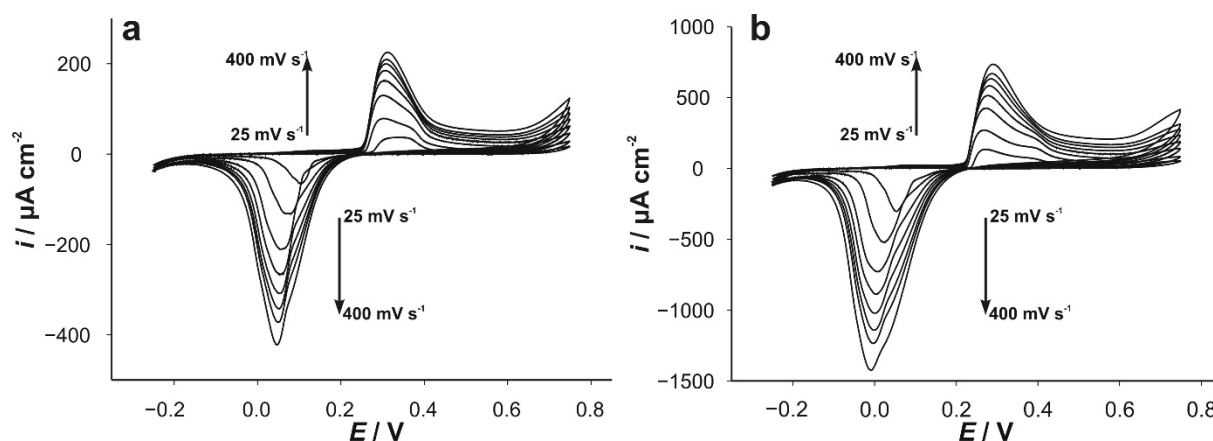 a
400 mV s⁻¹
25 mV s⁻¹
25 mV s⁻¹
400 mV s⁻¹
200
0
−200
−400
i / µA cm⁻²
−0.2 0.0 0.2 0.4 0.6 0.8
E / V
b
400 mV s⁻¹
25 mV s⁻¹
25 mV s⁻¹
400 mV s⁻¹
1000
500
0
−500
−1000
−1500
i / µA cm⁻²
−0.2 0.0 0.2 0.4 0.6 0.8
E / V